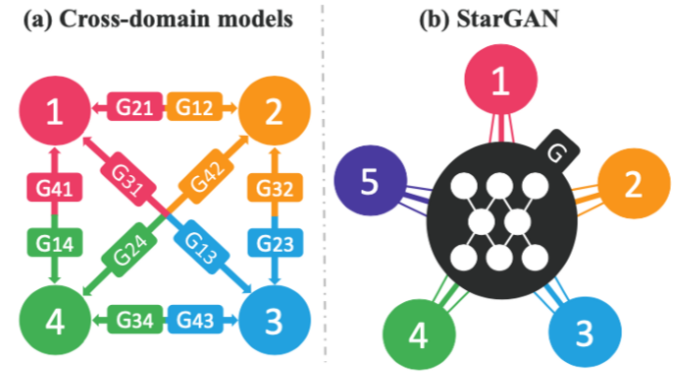 (a) Cross-domain models
1 G21 G12 2
G41 G31 G42 G32
G14 G24 G13 G23
4 G34 G43 3
(b) StarGAN
1
G
5 2
4 3